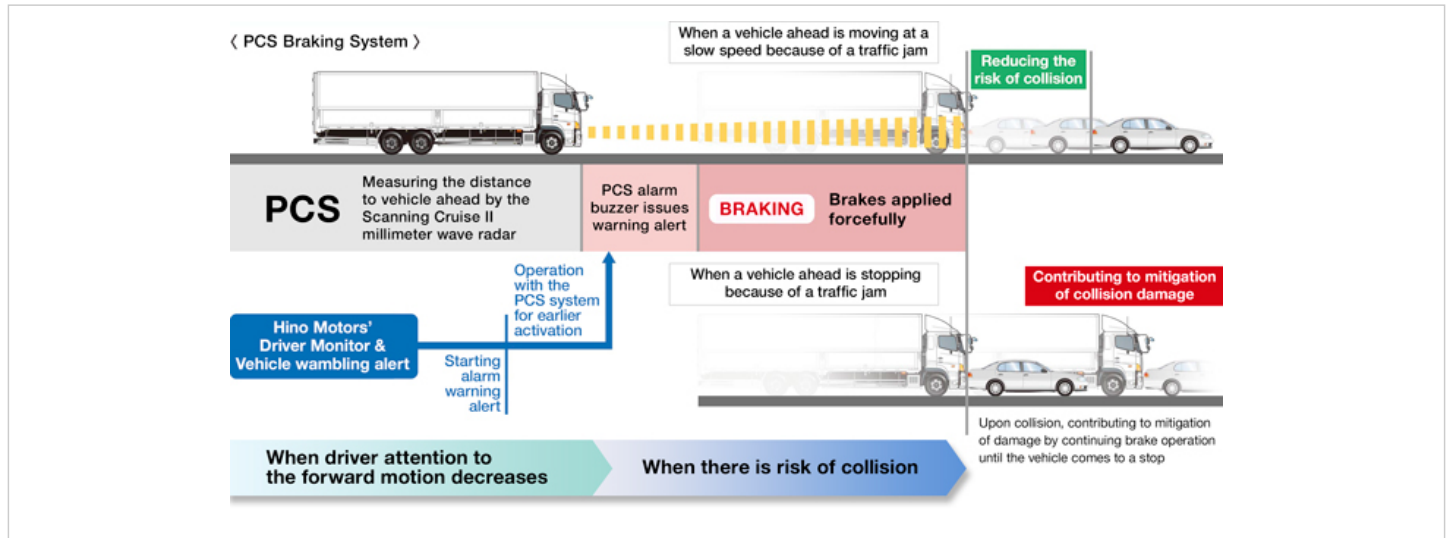 〈 PCS Braking System 〉
When a vehicle ahead is moving at a
slow speed because of a traffic jam
Reducing the
risk of collision
PCS
Measuring the distance
to vehicle ahead by the
Scanning Cruise II
millimeter wave radar
PCS alarm
buzzer issues
warning alert
BRAKING
Brakes applied
forcefully
When a vehicle ahead is stopping
because of a traffic jam
Contributing to mitigation
of collision damage
Operation
with the
PCS system
for earlier
activation
Hino Motors'
Driver Monitor &
Vehicle wambling alert
Starting
alarm
warning
alert
Upon collision, contributing to mitigation
of damage by continuing brake operation
until the vehicle comes to a stop
When driver attention to
the forward motion decreases
When there is risk of collision